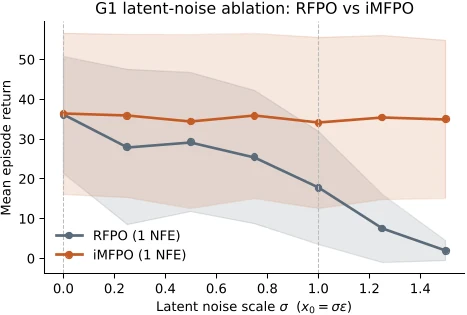 G1 latent-noise ablation: RFPO vs iMFPO
Mean episode return
50
40
30
20
10
0
RFPO (1 NFE)
iMFPO (1 NFE)
0.0 0.2 0.4 0.6 0.8 1.0 1.2 1.4
Latent noise scale σ (x₀ = σε)